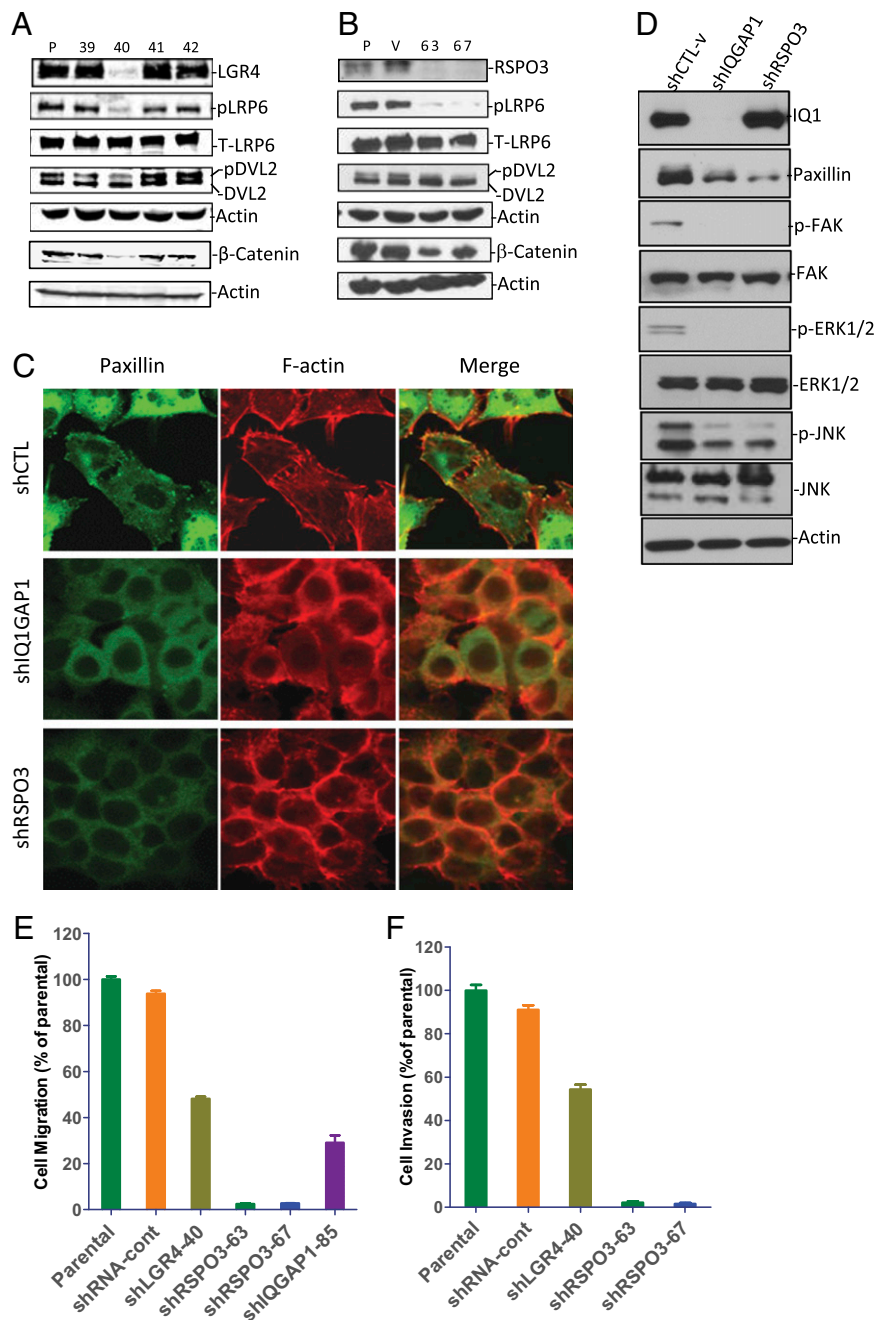 A
P 39 40 41 42
-LGR4
-pLRP6
-T-LRP6
-pDVL2
-DVL2
-Actin
-β-Catenin
-Actin
B
P V 63 67
-RSPO3
-pLRP6
-T-LRP6
-pDVL2
-DVL2
-Actin
-β-Catenin
-Actin
C
Paxillin F-actin Merge
shCTL
shIQ1GAP1
shRSPO3
D
shCTL-v shIQGAP1 shRSPO3
-IQ1
-Paxillin
-p-FAK
-FAK
-p-ERK1/2
-ERK1/2
-p-JNK
-JNK
-Actin
E
Cell Migration (% of parental)
120
100
80
60
40
20
0
Parental shRNA-cont shLGR4-40 shRSPO3-63 shRSPO3-67 shIQGAP1-85
F
Cell Invasion (%of parental)
120
100
80
60
40
20
0
Parental shRNA-cont shLGR4-40 shRSPO3-63 shRSPO3-67